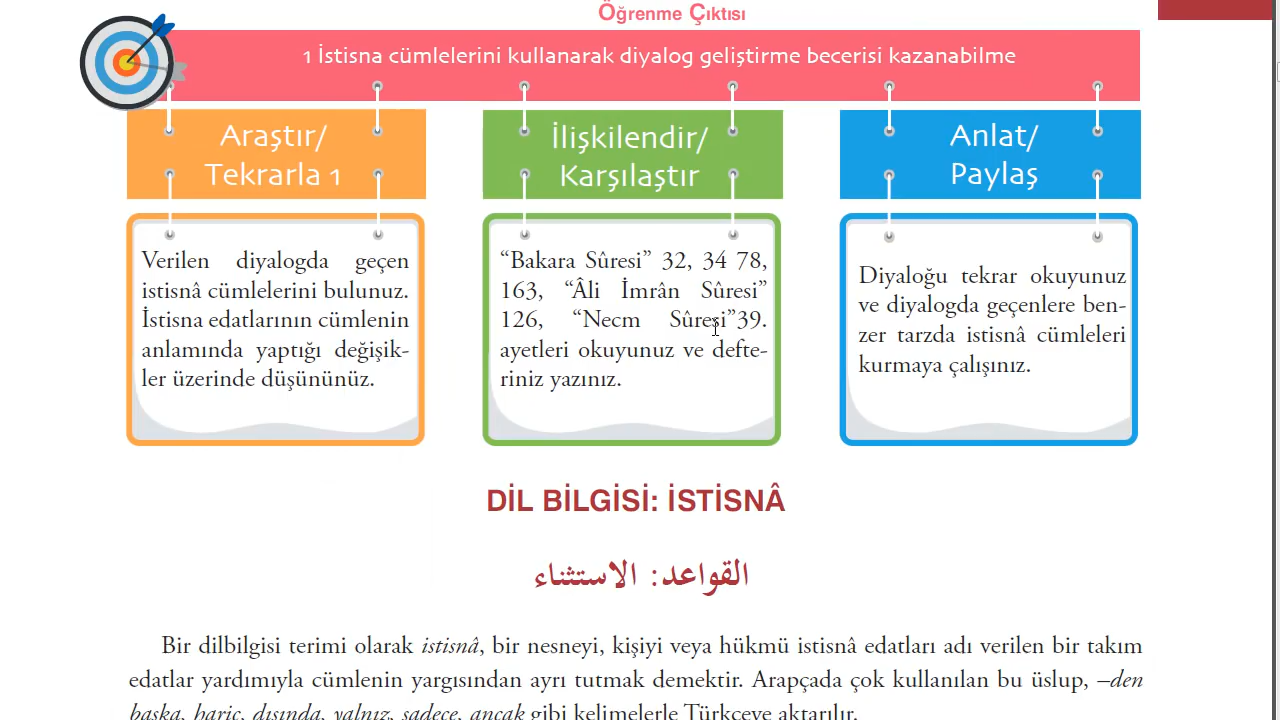 Öğrenme Çıktısı
1 İstisna cümlelerini kullanarak diyalog geliştirme becerisi kazanabilme
Araştır/
Tekrarla 1
Verilen diyalogda geçen
istisnâ cümlelerini bulunuz.
İstisna edatlarının cümlenin
anlamında yaptığı değişik-
ler üzerinde düşününüz.
İlişkilendir/
Karşılaştır
“Bakara Sûresi” 32, 34 78,
163, “Âli İmrân Sûresi”
126, “Necm Sûresi”39.
ayetleri okuyunuz ve defte-
riniz yazınız.
Anlat/
Paylaş
Diyaloğu tekrar okuyunuz
ve diyalogda geçenlere ben-
zer tarzda istisnâ cümleleri
kurmaya çalışınız.
DİL BİLGİSİ: İSTİSNÂ
القواعد: الاستثناء
Bir dilbilgisi terimi olarak istisnâ, bir nesneyi, kişiyi veya hükmü istisnâ edatları adı verilen bir takım
edatlar yardımıyla cümlenin yargısından ayrı tutmak demektir. Arapçada çok kullanılan bu üslup, –den
başka, hariç, dışında, yalnız, sadece, ancak gibi kelimelerle Türkçeye aktarılır.